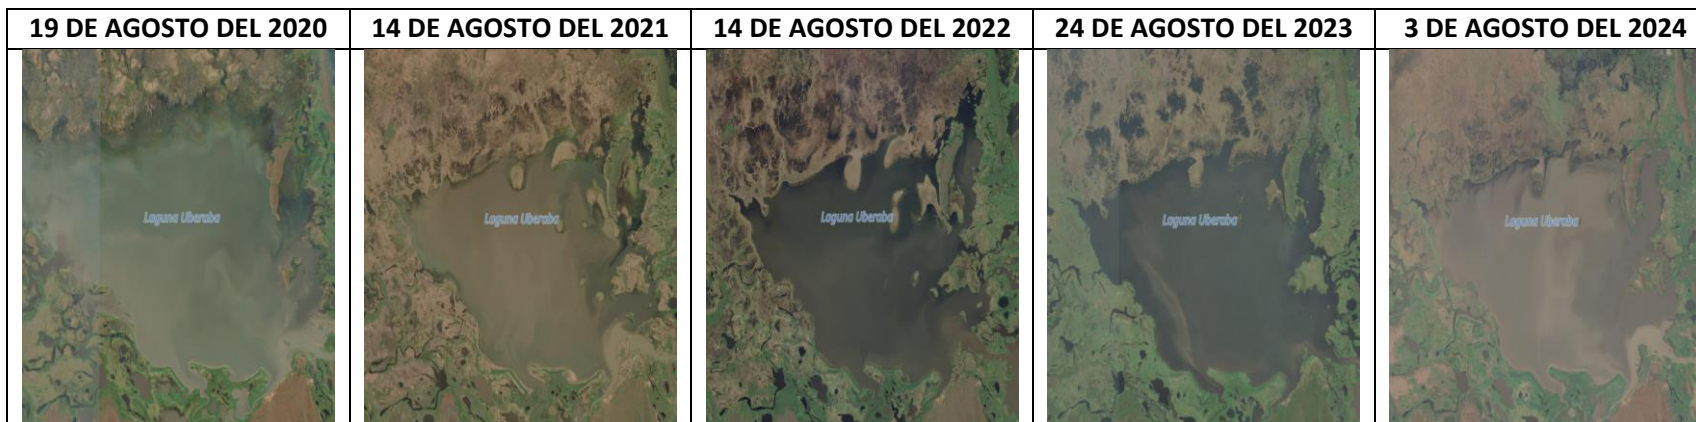 19 DE AGOSTO DEL 2020
14 DE AGOSTO DEL 2021
14 DE AGOSTO DEL 2022
24 DE AGOSTO DEL 2023
3 DE AGOSTO DEL 2024
Laguna Uberaba
Laguna Uberaba
Laguna Uberaba
Laguna Uberaba
Laguna Uberaba